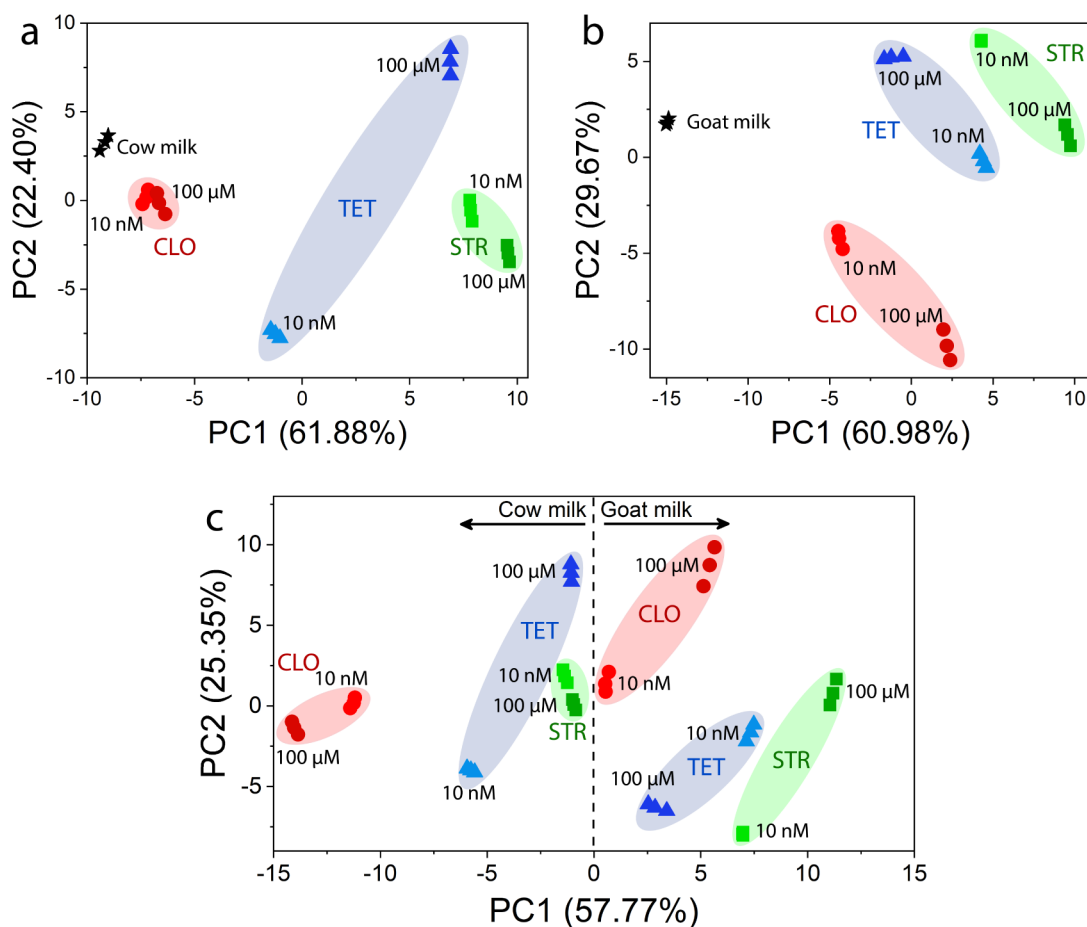 a
10
5
0
-5
-10
PC2 (22.40%)
Cow milk
100 µM
10 nM
CLO
100 µM
TET
10 nM
10 nM
STR
100 µM
-10
-5
0
5
10
PC1 (61.88%)
b
5
0
-5
-10
PC2 (29.67%)
Goat milk
100 µM
TET
10 nM
10 nM
STR
100 µM
10 nM
CLO
100 µM
-15
-10
-5
0
5
10
PC1 (60.98%)
c
10
5
0
-5
PC2 (25.35%)
Cow milk
Goat milk
CLO
10 nM
100 µM
100 µM
TET
10 nM
10 nM
100 µM
STR
100 µM
CLO
10 nM
10 nM
TET
100 µM
100 µM
STR
10 nM
-15
-10
-5
0
5
10
15
PC1 (57.77%)